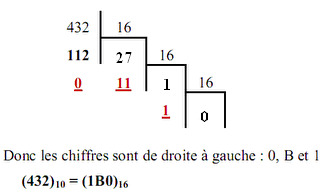 432 16
112 27 16
0 11 1 16
1 0
Donc les chiffres sont de droite à gauche : 0, B et 1
(432)₁₀ = (1B0)₁₆